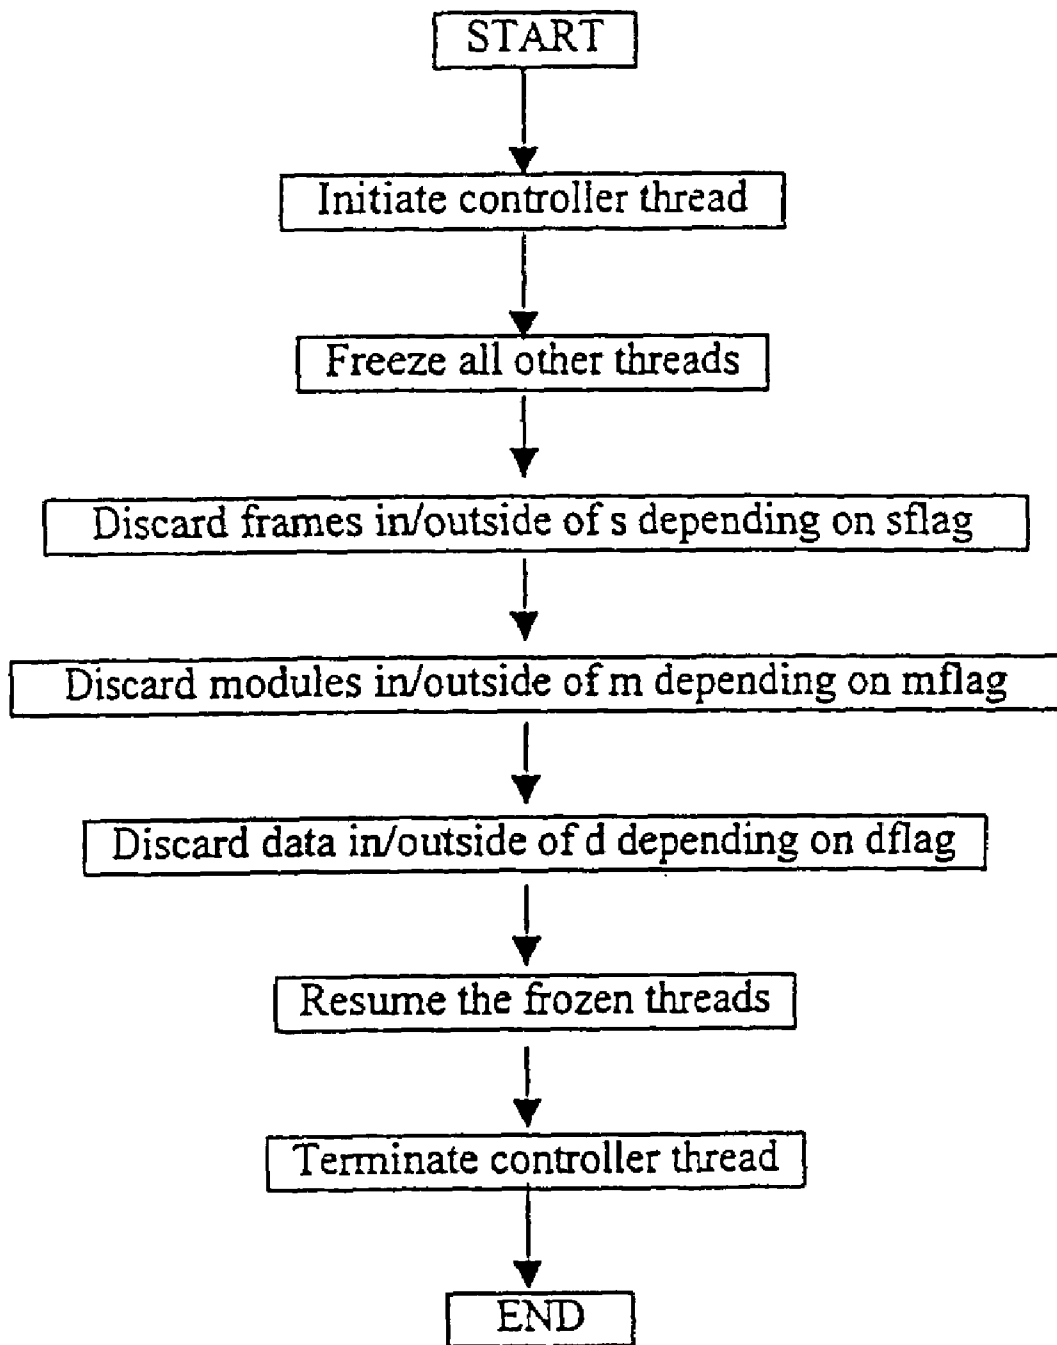 START
Initiate controller thread
Freeze all other threads
Discard frames in/outside of s depending on sflag
Discard modules in/outside of m depending on mflag
Discard data in/outside of d depending on dflag
Resume the frozen threads
Terminate controller thread
END